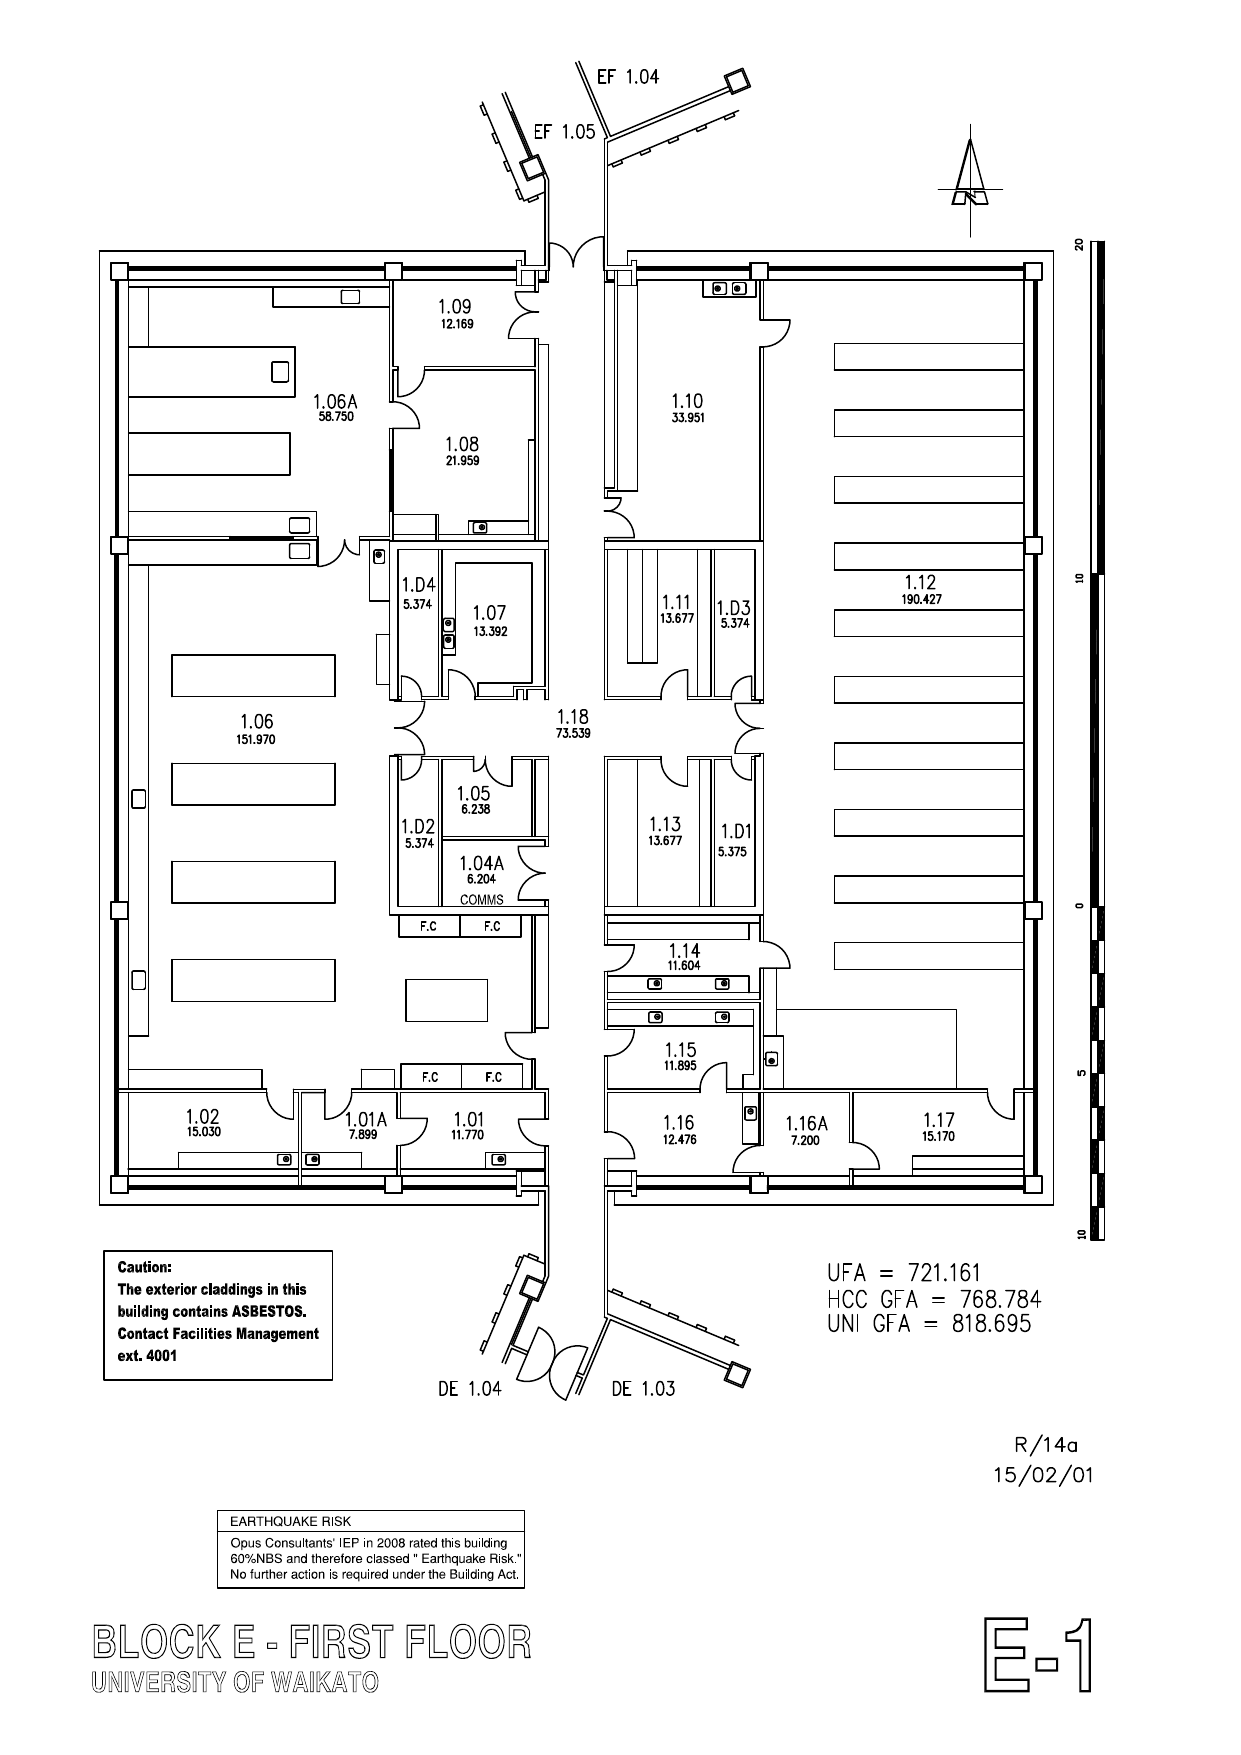 EF 1.04
EF 1.05
N
20
1.09
12.169
1.06A
58.750
1.10
33.951
1.08
21.959
10
1.D4
5.374
1.07
13.392
1.11
13.677
1.D3
5.374
1.12
190.427
1.06
151.970
1.18
73.539
1.05
6.238
1.D2
5.374
1.13
13.677
1.D1
5.375
1.04A
6.204
COMMS
0
F.C F.C
1.14
11.604
1.15
11.895
5
F.C F.C
1.02
15.030
1.01A
7.899
1.01
11.770
1.16
12.476
1.16A
7.200
1.17
15.170
10
Caution:
The exterior claddings in this
building contains ASBESTOS.
Contact Facilities Management
ext. 4001
UFA = 721.161
HCC GFA = 768.784
UNI GFA = 818.695
DE 1.04
DE 1.03
R/14a
15/02/01
EARTHQUAKE RISK
Opus Consultants' IEP in 2008 rated this building
60%NBS and therefore classed " Earthquake Risk."
No further action is required under the Building Act.
BLOCK E - FIRST FLOOR
UNIVERSITY OF WAIKATO
E-1